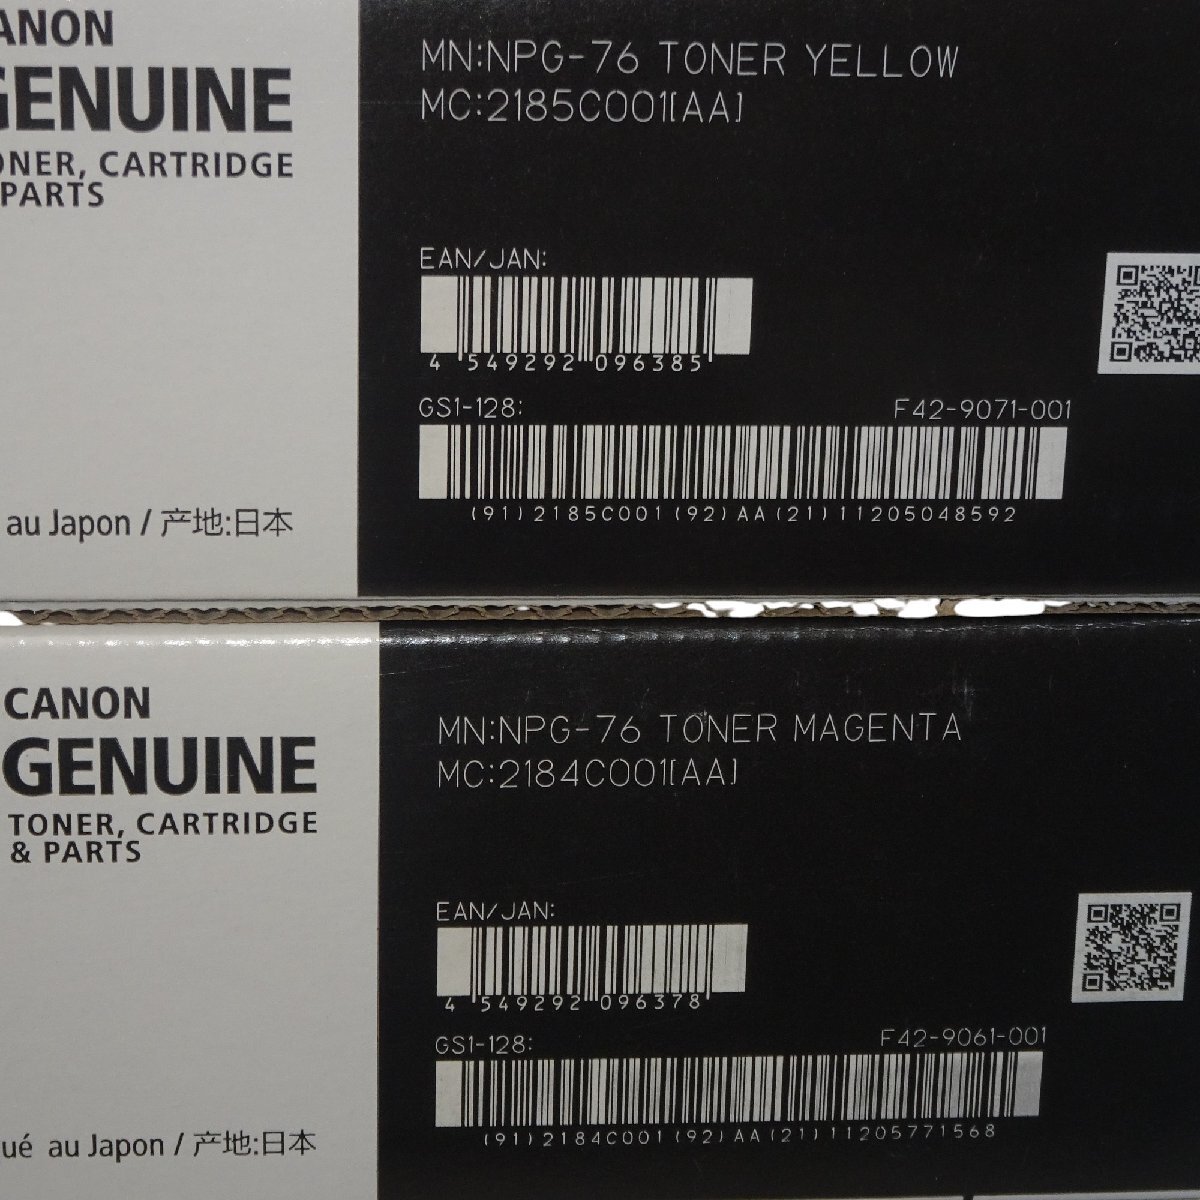 CANON
GENUINE
TONER, CARTRIDGE
& PARTS
au Japon / 产地:日本
MN:NPG-76 TONER YELLOW
MC:2185C001[AA]
EAN/JAN:
4 549292 096385
GS1-128: F42-9071-001
(91)2185C001(92)AA(21)11205048592
CANON
GENUINE
TONER, CARTRIDGE
& PARTS
qué au Japon / 产地:日本
MN:NPG-76 TONER MAGENTA
MC:2184C001[AA]
EAN/JAN:
4 549292 096378
GS1-128: F42-9061-001
(91)2184C001(92)AA(21)11205771568